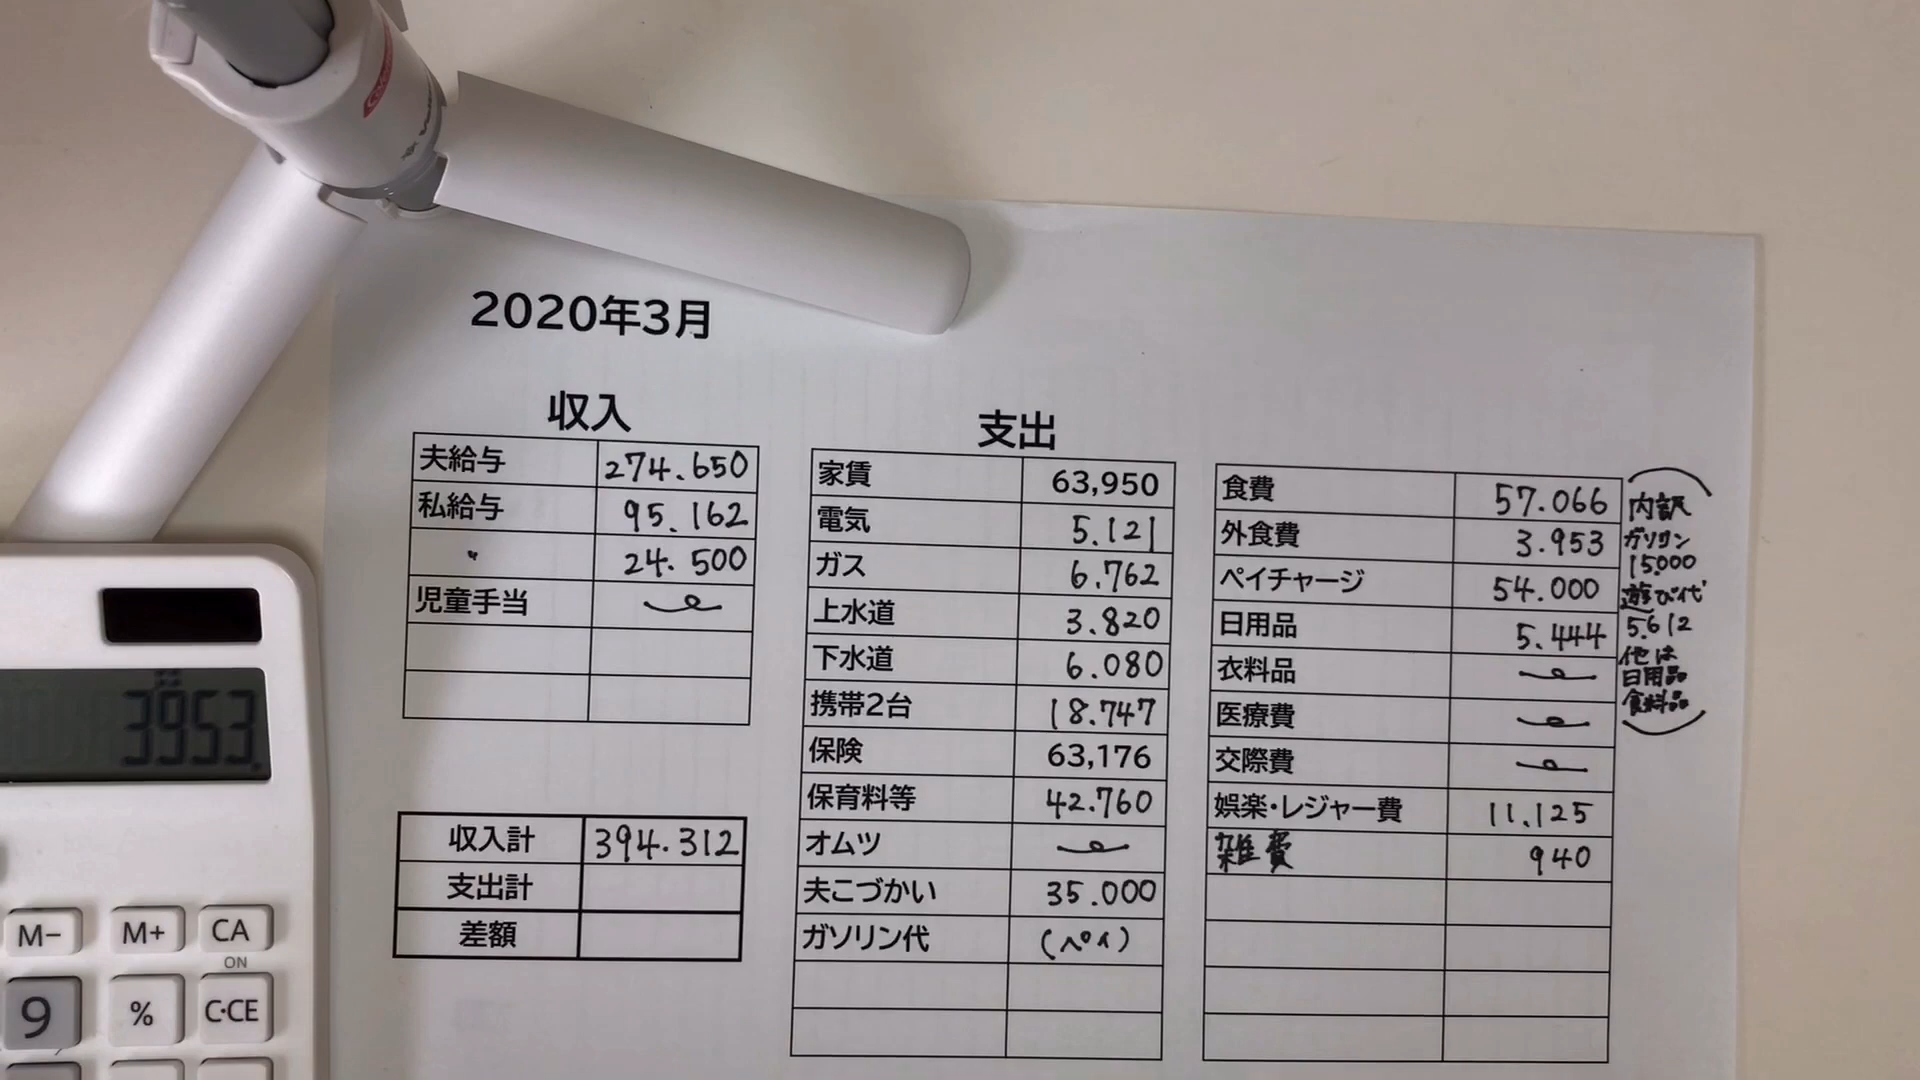 2020年3月
収入
夫給与 274.650
私給与 95.162
〃 24.500
児童手当
収入計 394.312
支出計
差額
支出
家賃 63,950
電気 5.121
ガス 6.762
上水道 3.820
下水道 6.080
携帯2台 18.747
保険 63,176
保育料等 42.760
オムツ
夫こづかい 35.000
ガソリン代 (ペイ)
食費 57.066
外食費 3.953
ペイチャージ 54.000
日用品 5.444
衣料品
医療費
交際費
娯楽・レジャー費 11.125
雑費 940
内訳
ガソリン
15.000
遊び代
5.612
他は
日用品
食料品
3953.
M− M+ CA
ON
9 % C・CE